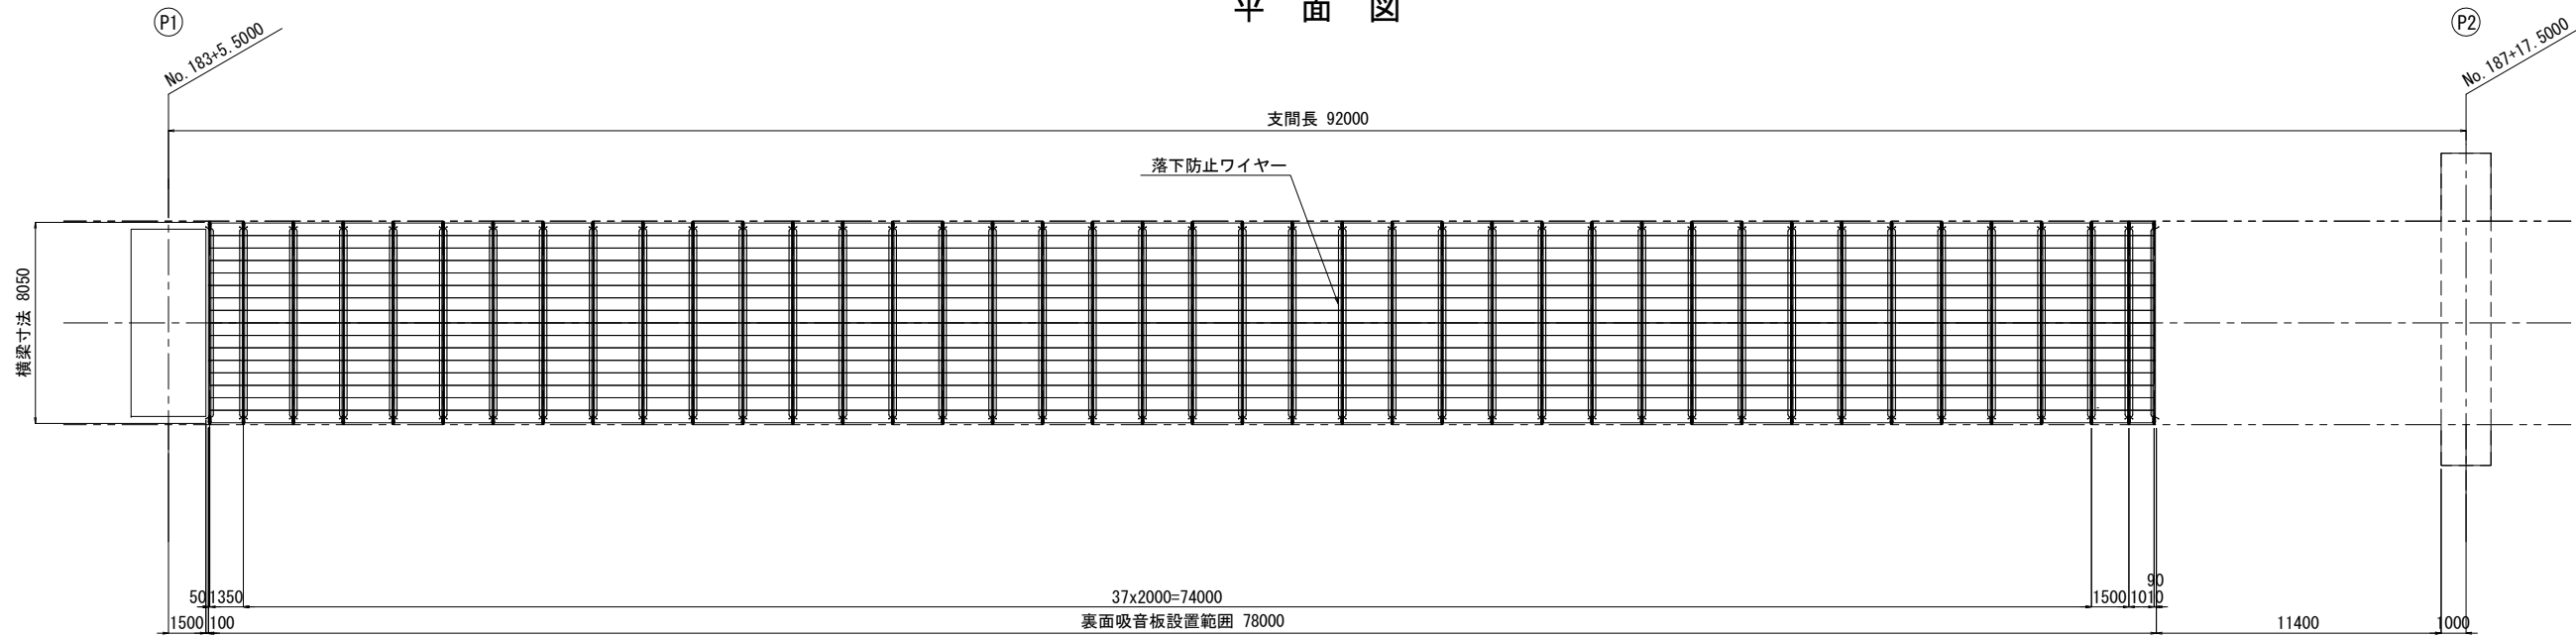 平 面 図
P1
P2
No. 183+5.5000
No. 187+17.5000
支間長 92000
落下防止ワイヤー
横梁寸法 8050
90
50 1350 37x2000=74000 1500 1010
1500 100 裏面吸音板設置範囲 78000 11400 1000